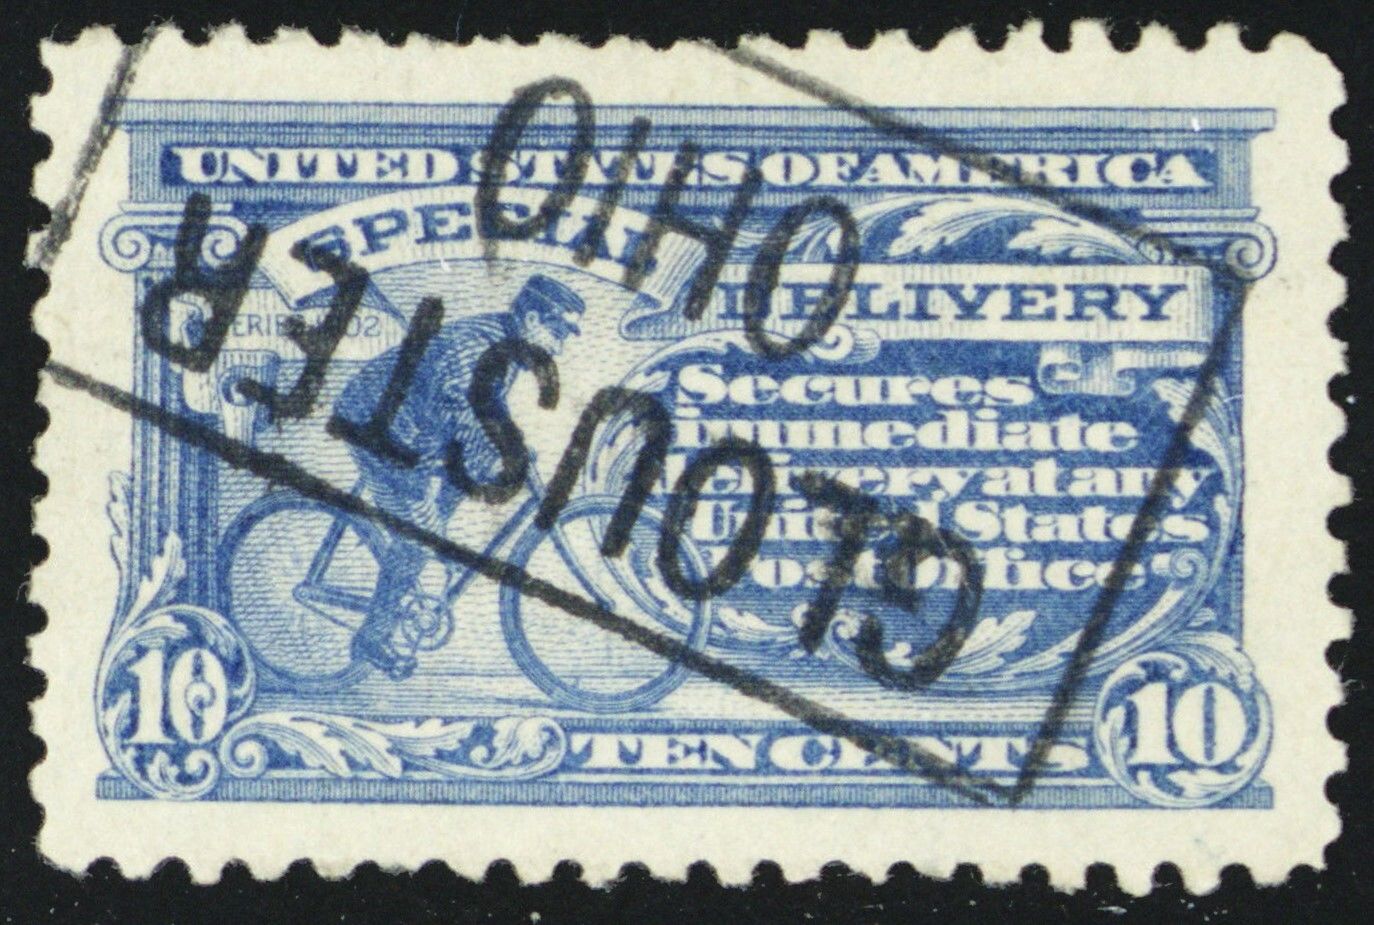 UNITED STATES OF AMERICA
SPECIAL
DELIVERY
SERIES 1902
Secures
immediate
delivery at any
United States
Post Office
10
TEN CENTS
10
GLOUSTER
OHIO